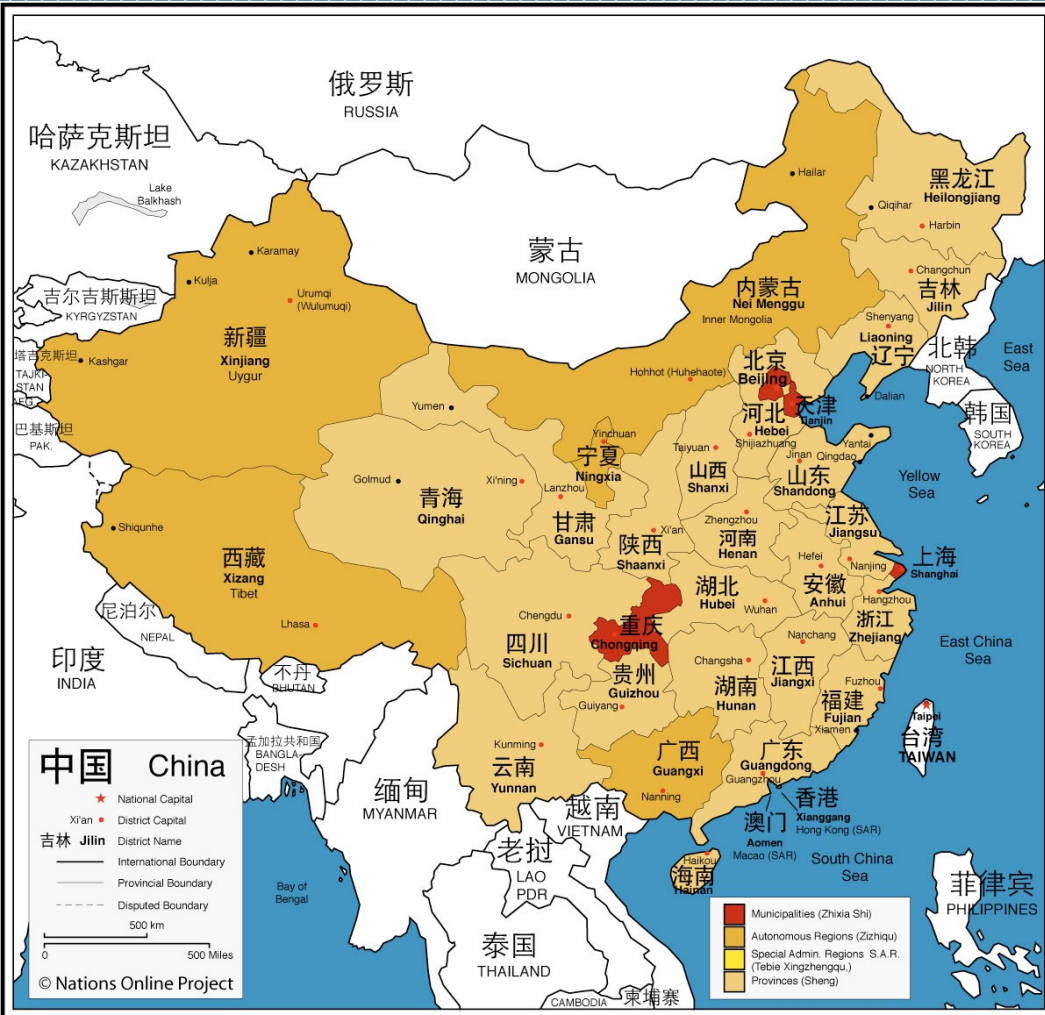 俄罗斯
RUSSIA
哈萨克斯坦
KAZAKHSTAN
Lake
Balkhash
蒙古
MONGOLIA
Hailar
黑龙江
Heilongjiang
Qiqihar
Harbin
Karamay
Kulja
Urumqi
(Wulumuqi)
吉尔吉斯斯坦
KYRGYZSTAN
新疆
Xinjiang
Uygur
塔吉克斯坦
TAJKI-
STAN
AFG.
Kashgar
巴基斯坦
PAK.
内蒙古
Nei Menggu
Inner Mongolia
Hohhot (Huhehaote)
Changchun
吉林
Jilin
Shenyang
Liaoning
辽宁
北韩
NORTH
KOREA
East
Sea
韩国
SOUTH
KOREA
Dalian
北京
Beijing
天津
Tianjin
河北
Hebei
Shijiazhuang
Yumen
Yinchuan
宁夏
Ningxia
Taiyuan
山西
Shanxi
Jinan
Yantai
Qingdao
山东
Shandong
Yellow
Sea
Golmud
青海
Qinghai
Xi'ning
Lanzhou
甘肃
Gansu
Xi'an
陕西
Shaanxi
Zhengzhou
河南
Henan
江苏
Jiangsu
Shiqunhe
西藏
Xizang
Tibet
Lhasa
Hefei
安徽
Anhui
Nanjing
上海
Shanghai
Hangzhou
浙江
Zhejiang
湖北
Hubei
Wuhan
Chengdu
四川
Sichuan
重庆
Chongqing
尼泊尔
NEPAL
印度
INDIA
不丹
BHUTAN
East China
Sea
贵州
Guizhou
Guiyang
Changsha
湖南
Hunan
Nanchang
江西
Jiangxi
Fuzhou
福建
Fujian
Xiamen
Taipei
台湾
TAIWAN
孟加拉共和国
BANGLA-
DESH
缅甸
MYANMAR
Kunming
云南
Yunnan
广西
Guangxi
Nanning
广东
Guangdong
Guangzhou
香港
Xianggang
Hong Kong (SAR)
澳门
Aomen
Macao (SAR)
越南
VIETNAM
老挝
LAO
PDR
Haikou
海南
Hainan
South China
Sea
菲律宾
PHILIPPINES
Bay of
Bengal
泰国
THAILAND
CAMBODIA
柬埔寨
中国 China
National Capital
Xi'an District Capital
吉林 Jilin District Name
International Boundary
Provincial Boundary
Disputed Boundary
500 km
0 500 Miles
© Nations Online Project
Municipalities (Zhixia Shi)
Autonomous Regions (Zizhiqu)
Special Admin. Regions S.A.R.
(Tebie Xingzhengqu.)
Provinces (Sheng)